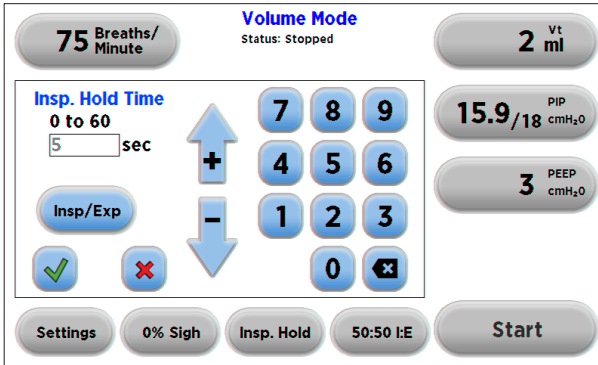 Volume Mode
Status: Stopped
75 Breaths/
Minute
2 Vt
ml
Insp. Hold Time
0 to 60
5 sec
Insp/Exp
+
−
7 8 9
4 5 6
1 2 3
0
15.9/18 PIP
cmH₂0
3 PEEP
cmH₂0
Settings
0% Sigh
Insp. Hold
50:50 I:E
Start